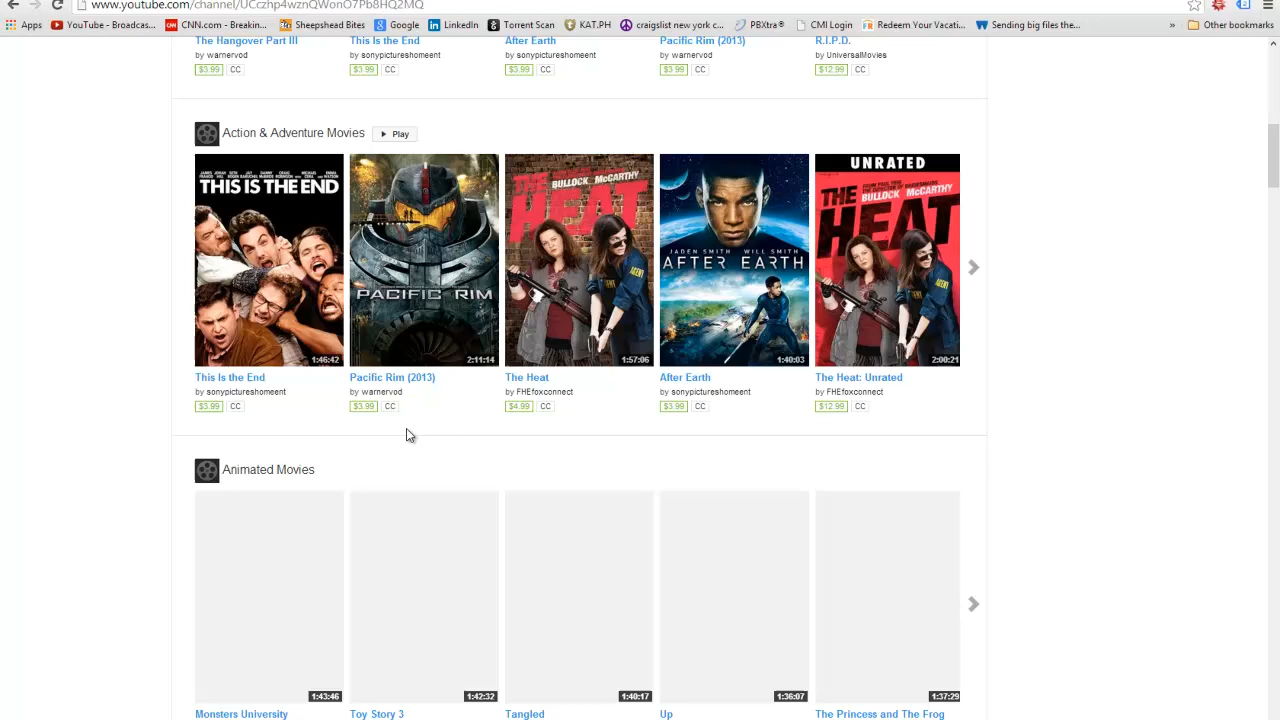 www.youtube.com/channel/UCczhp4wznQWonO7Pb8HQ2MQ
Apps YouTube - Broadcas... CNN.com - Breakin... Sheepshead Bites Google LinkedIn Torrent Scan KAT.PH craigslist new york c... PBXtra® CMI Login Redeem Your Vacati... Sending big files the... » Other bookmarks
The Hangover Part III This Is the End After Earth Pacific Rim (2013) R.I.P.D.
by warnervod by sonypictureshoment by sonypictureshoment by warnervod by UniversalMovies
$3.99 CC $3.99 CC $3.99 CC $3.99 CC $12.99 CC
Action & Adventure Movies Play
THIS IS THE END
PACIFIC RIM
THE HEAT
BULLOCK McCARTHY
AGENT
JADEN SMITH WILL SMITH
AFTER EARTH
UNRATED
BULLOCK McCARTHY
THE HEAT
AGENT
1:46:42 2:11:14 1:57:06 1:40:03 2:00:21
This Is the End Pacific Rim (2013) The Heat After Earth The Heat: Unrated
by sonypictureshoment by warnervod by FHEfoxconnect by sonypictureshoment by FHEfoxconnect
$3.99 CC $3.99 CC $4.99 CC $3.99 CC $12.99 CC
Animated Movies
1:43:46 1:42:32 1:40:17 1:36:07 1:37:29
Monsters University Toy Story 3 Tangled Up The Princess and The Frog